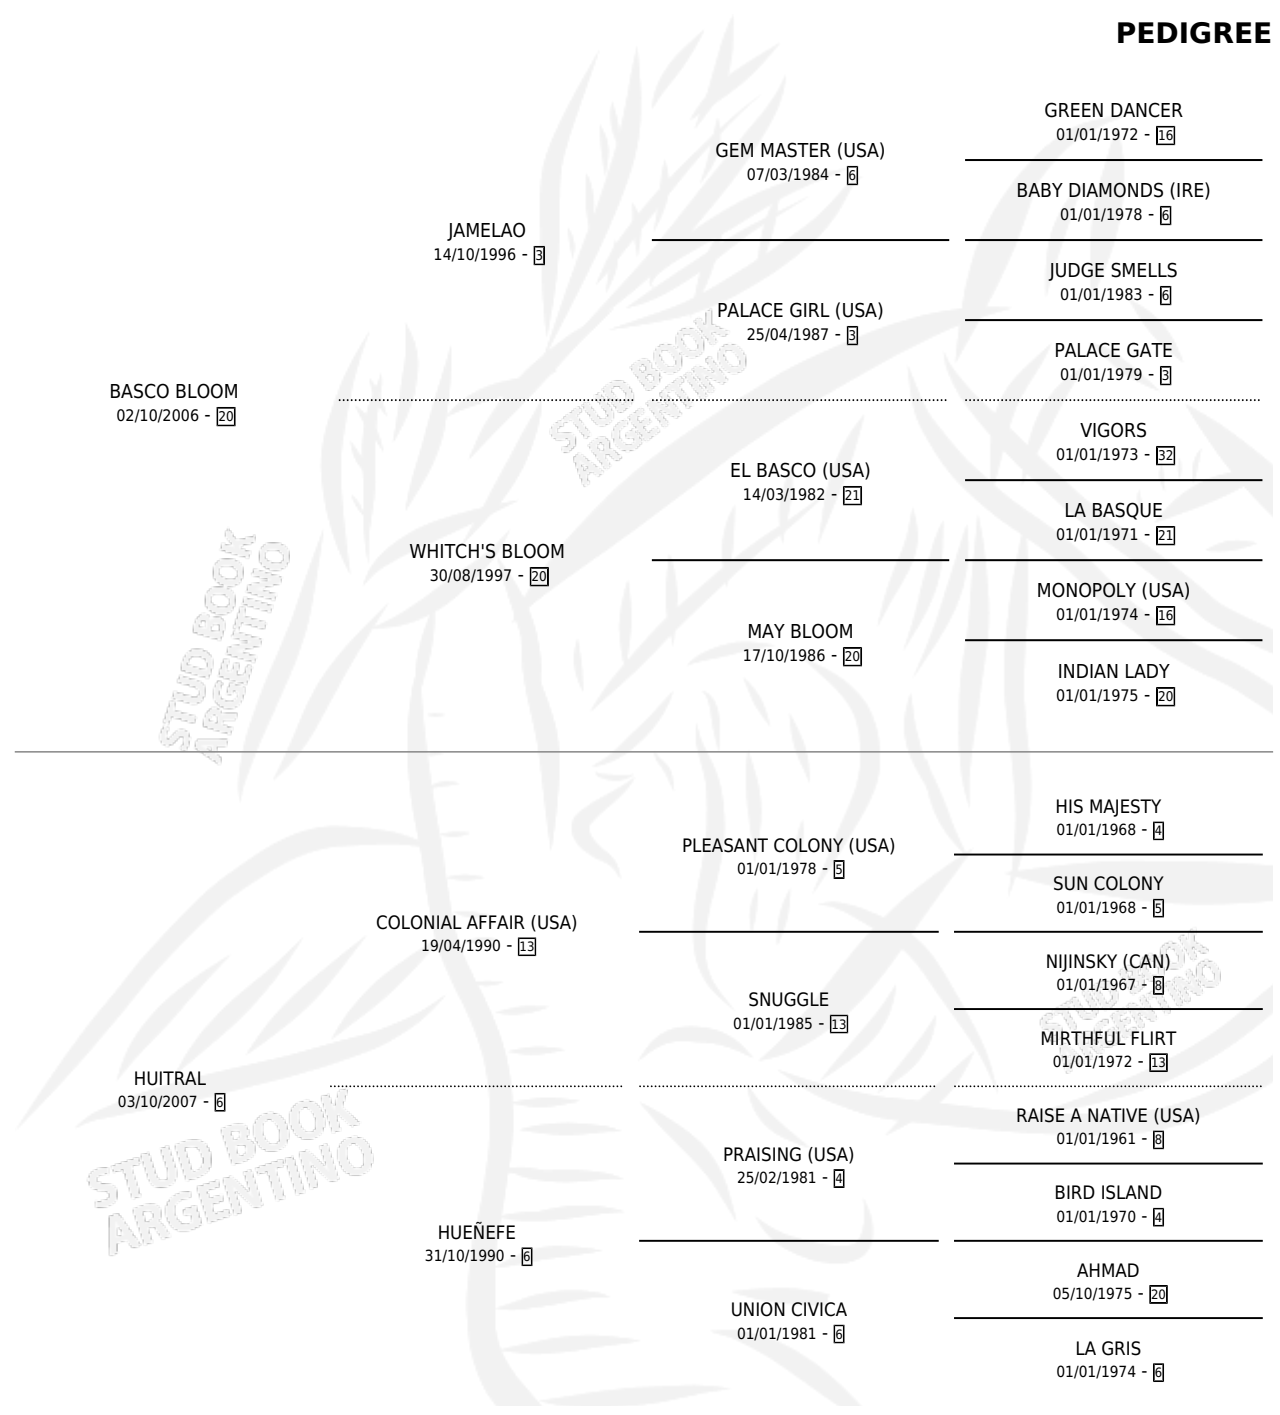 PEDIGREE
GREEN DANCER
01/01/1972 - 16
GEM MASTER (USA)
07/03/1984 - 6
BABY DIAMONDS (IRE)
01/01/1978 - 6
JAMELAO
14/10/1996 - 3
JUDGE SMELLS
01/01/1983 - 6
PALACE GIRL (USA)
25/04/1987 - 3
PALACE GATE
01/01/1979 - 3
BASCO BLOOM
02/10/2006 - 20
VIGORS
01/01/1973 - 32
EL BASCO (USA)
14/03/1982 - 21
LA BASQUE
01/01/1971 - 21
WHITCH'S BLOOM
30/08/1997 - 20
MONOPOLY (USA)
01/01/1974 - 16
MAY BLOOM
17/10/1986 - 20
INDIAN LADY
01/01/1975 - 20
HIS MAJESTY
01/01/1968 - 4
PLEASANT COLONY (USA)
01/01/1978 - 5
SUN COLONY
01/01/1968 - 5
COLONIAL AFFAIR (USA)
19/04/1990 - 13
NIJINSKY (CAN)
01/01/1967 - 8
SNUGGLE
01/01/1985 - 13
MIRTHFUL FLIRT
01/01/1972 - 13
HUITRAL
03/10/2007 - 6
RAISE A NATIVE (USA)
01/01/1961 - 8
PRAISING (USA)
25/02/1981 - 4
BIRD ISLAND
01/01/1970 - 4
HUEÑEFE
31/10/1990 - 6
AHMAD
05/10/1975 - 20
UNION CIVICA
01/01/1981 - 6
LA GRIS
01/01/1974 - 6
STUD BOOK
ARGENTINO
STUD BOOK
ARGENTINO
STUD BOOK
ARGENTINO
STUD BOOK
ARGENTINO